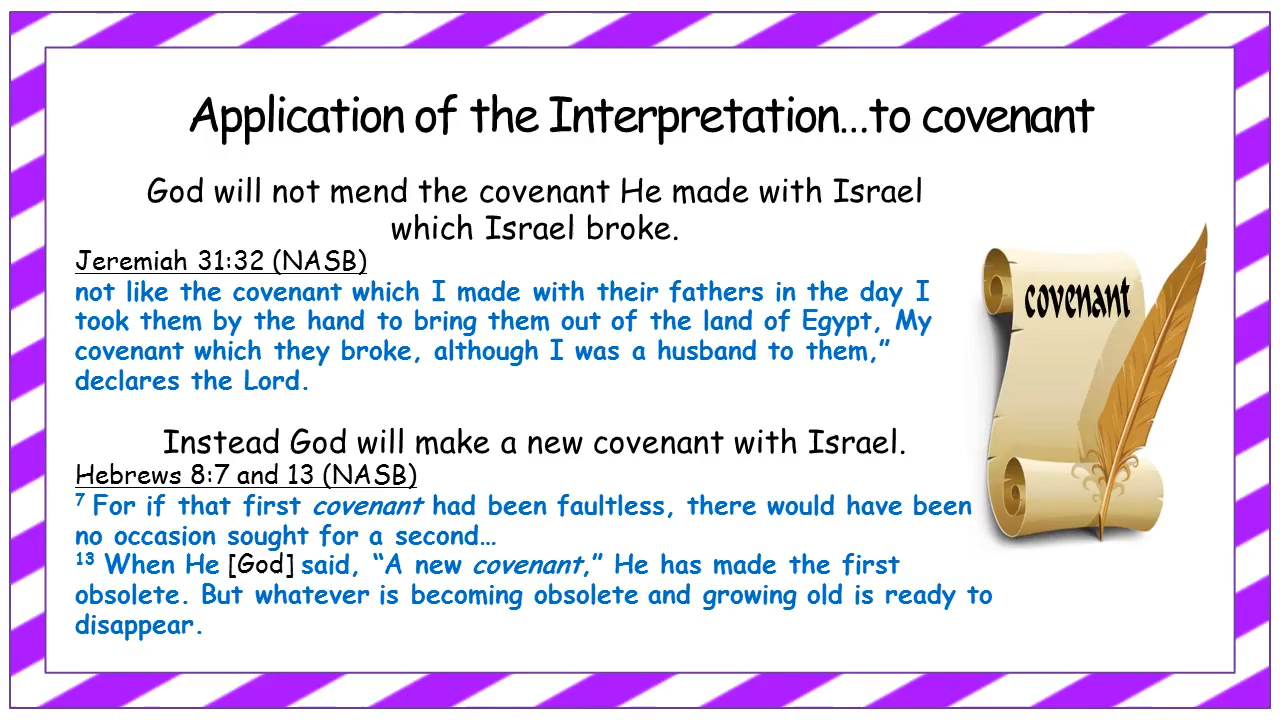 Application of the Interpretation...to covenant
God will not mend the covenant He made with Israel
which Israel broke.
Jeremiah 31:32 (NASB)
not like the covenant which I made with their fathers in the day I
took them by the hand to bring them out of the land of Egypt, My
covenant which they broke, although I was a husband to them,”
declares the Lord.
covenant
Instead God will make a new covenant with Israel.
Hebrews 8:7 and 13 (NASB)
7 For if that first covenant had been faultless, there would have been
no occasion sought for a second…
13 When He [God] said, “A new covenant,” He has made the first
obsolete. But whatever is becoming obsolete and growing old is ready to
disappear.